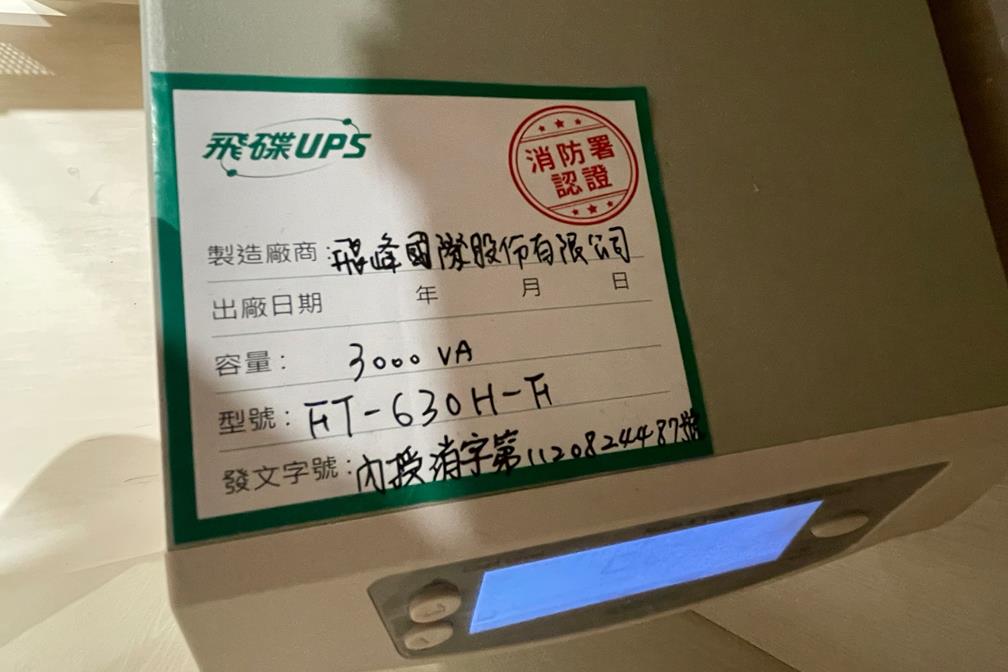 飛碟UPS
消防署
認證
製造廠商：飛峰國際股份有限公司
出廠日期 年 月 日
容量： 3000 VA
型號： FT-630H-F
發文字號：內授消字第1120824487號